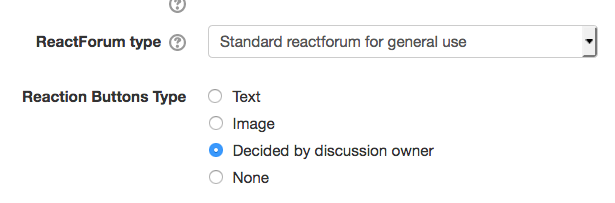 ReactForum type ? Standard reactforum for general use
Reaction Buttons Type Text
Image
Decided by discussion owner
None